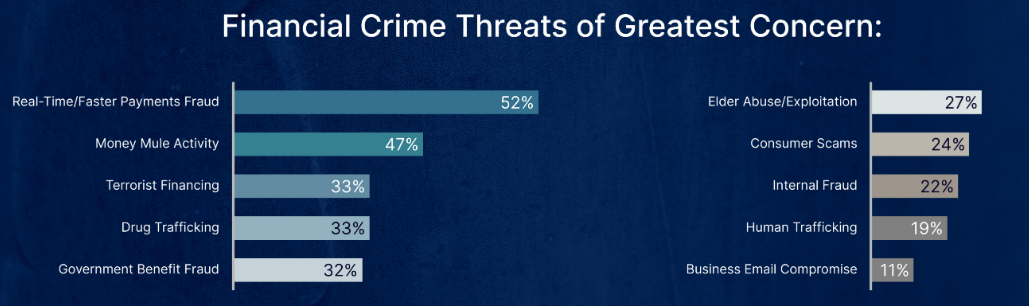 Financial Crime Threats of Greatest Concern:
Real-Time/Faster Payments Fraud 52%
Money Mule Activity 47%
Terrorist Financing 33%
Drug Trafficking 33%
Government Benefit Fraud 32%
Elder Abuse/Exploitation 27%
Consumer Scams 24%
Internal Fraud 22%
Human Trafficking 19%
Business Email Compromise 11%